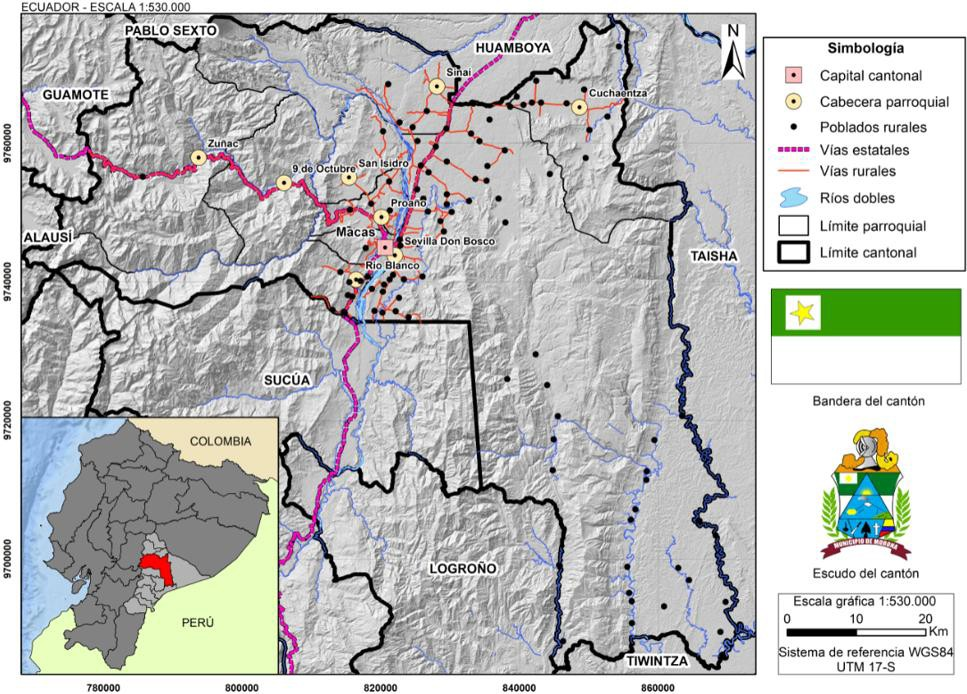 ECUADOR - ESCALA 1:530.000
PABLO SEXTO
HUAMBOYA
N
GUAMOTE
Sinai
Cuchaentza
Zuñac
9 de Octubre
San Isidro
Proaño
Macas
Sevilla Don Bosco
Rio Blanco
ALAUSÍ
TAISHA
SUCÚA
LOGROÑO
TIWINTZA
COLOMBIA
PERÚ
9760000
9740000
9720000
9700000
780000
800000
820000
840000
860000
Simbología
Capital cantonal
Cabecera parroquial
Poblados rurales
Vías estatales
Vías rurales
Ríos dobles
Límite parroquial
Límite cantonal
Bandera del cantón
MUNICIPIO DE MORONA
Escudo del cantón
Escala gráfica 1:530.000
0 10 20
Km
Sistema de referencia WGS84
UTM 17-S